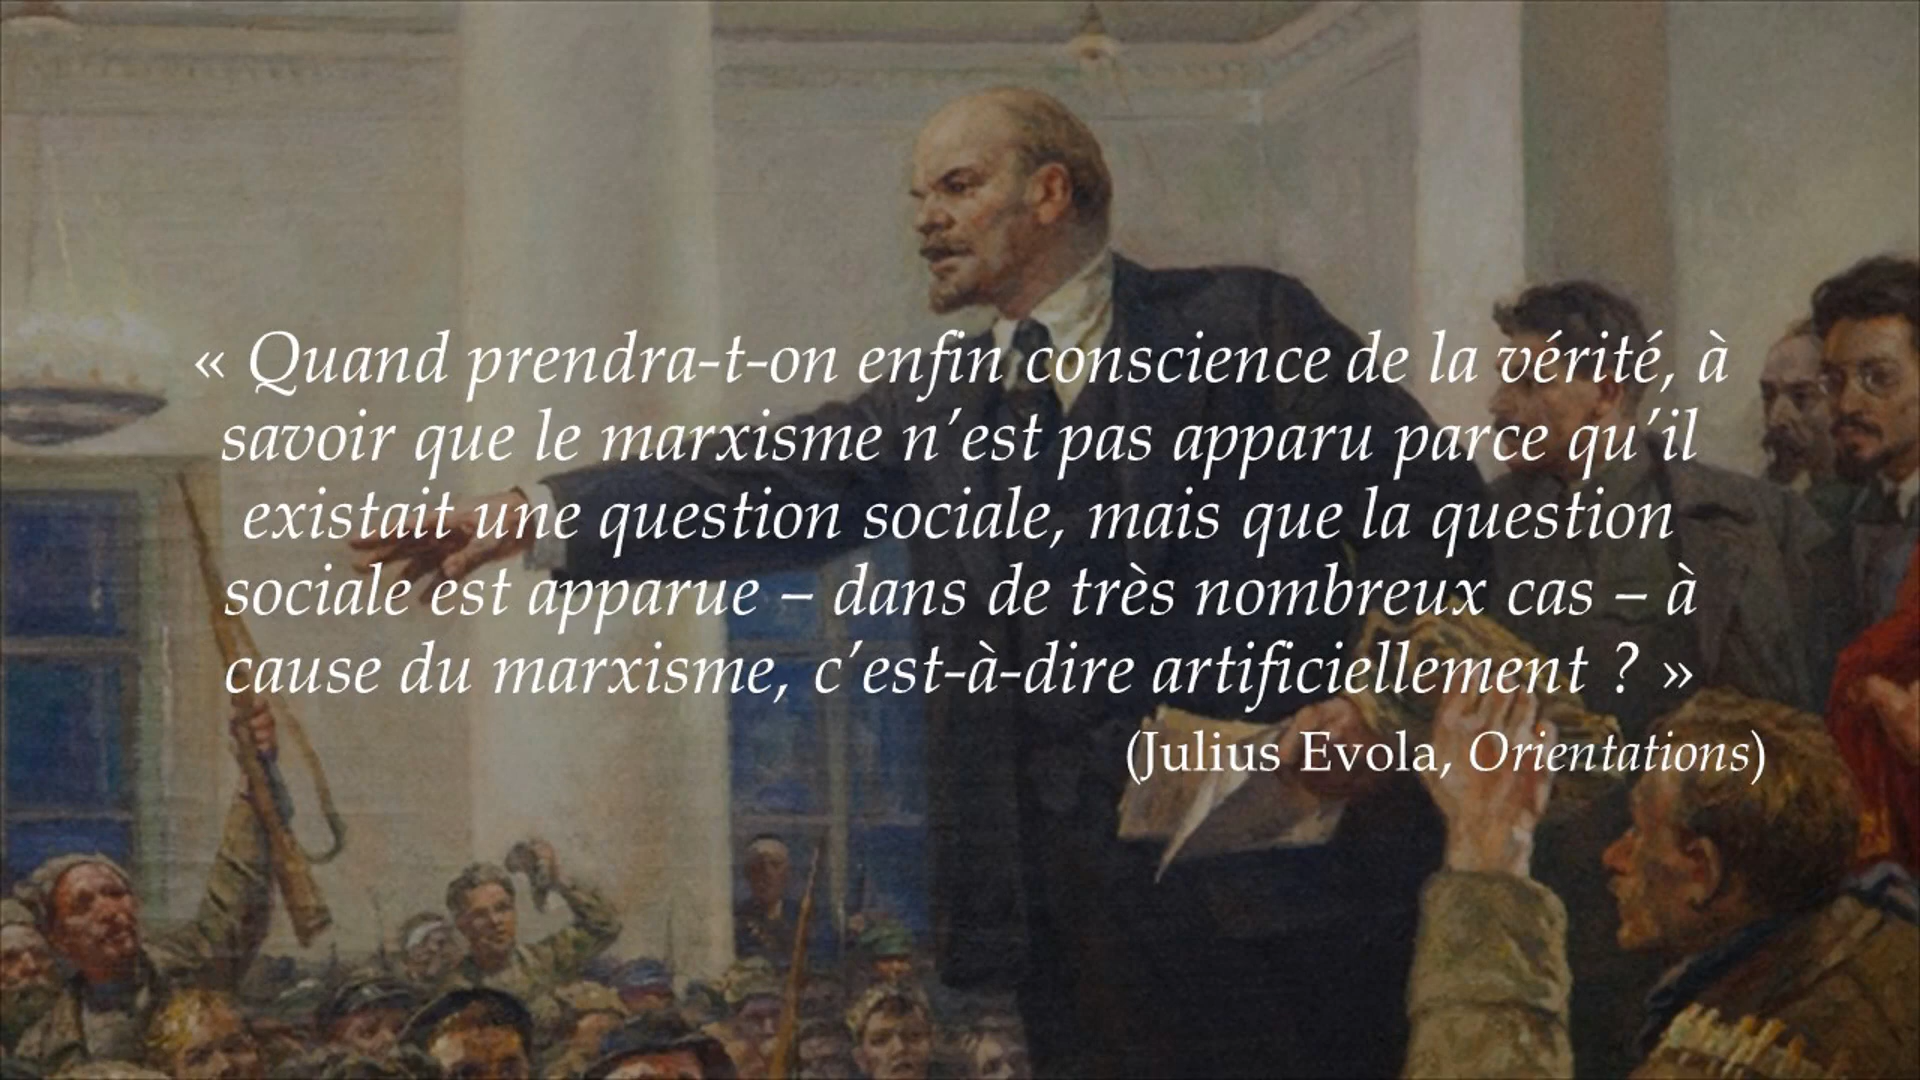 « Quand prendra-t-on enfin conscience de la vérité, à
savoir que le marxisme n’est pas apparu parce qu’il
existait une question sociale, mais que la question
sociale est apparue – dans de très nombreux cas – à
cause du marxisme, c’est-à-dire artificiellement ? »
(Julius Evola, Orientations)